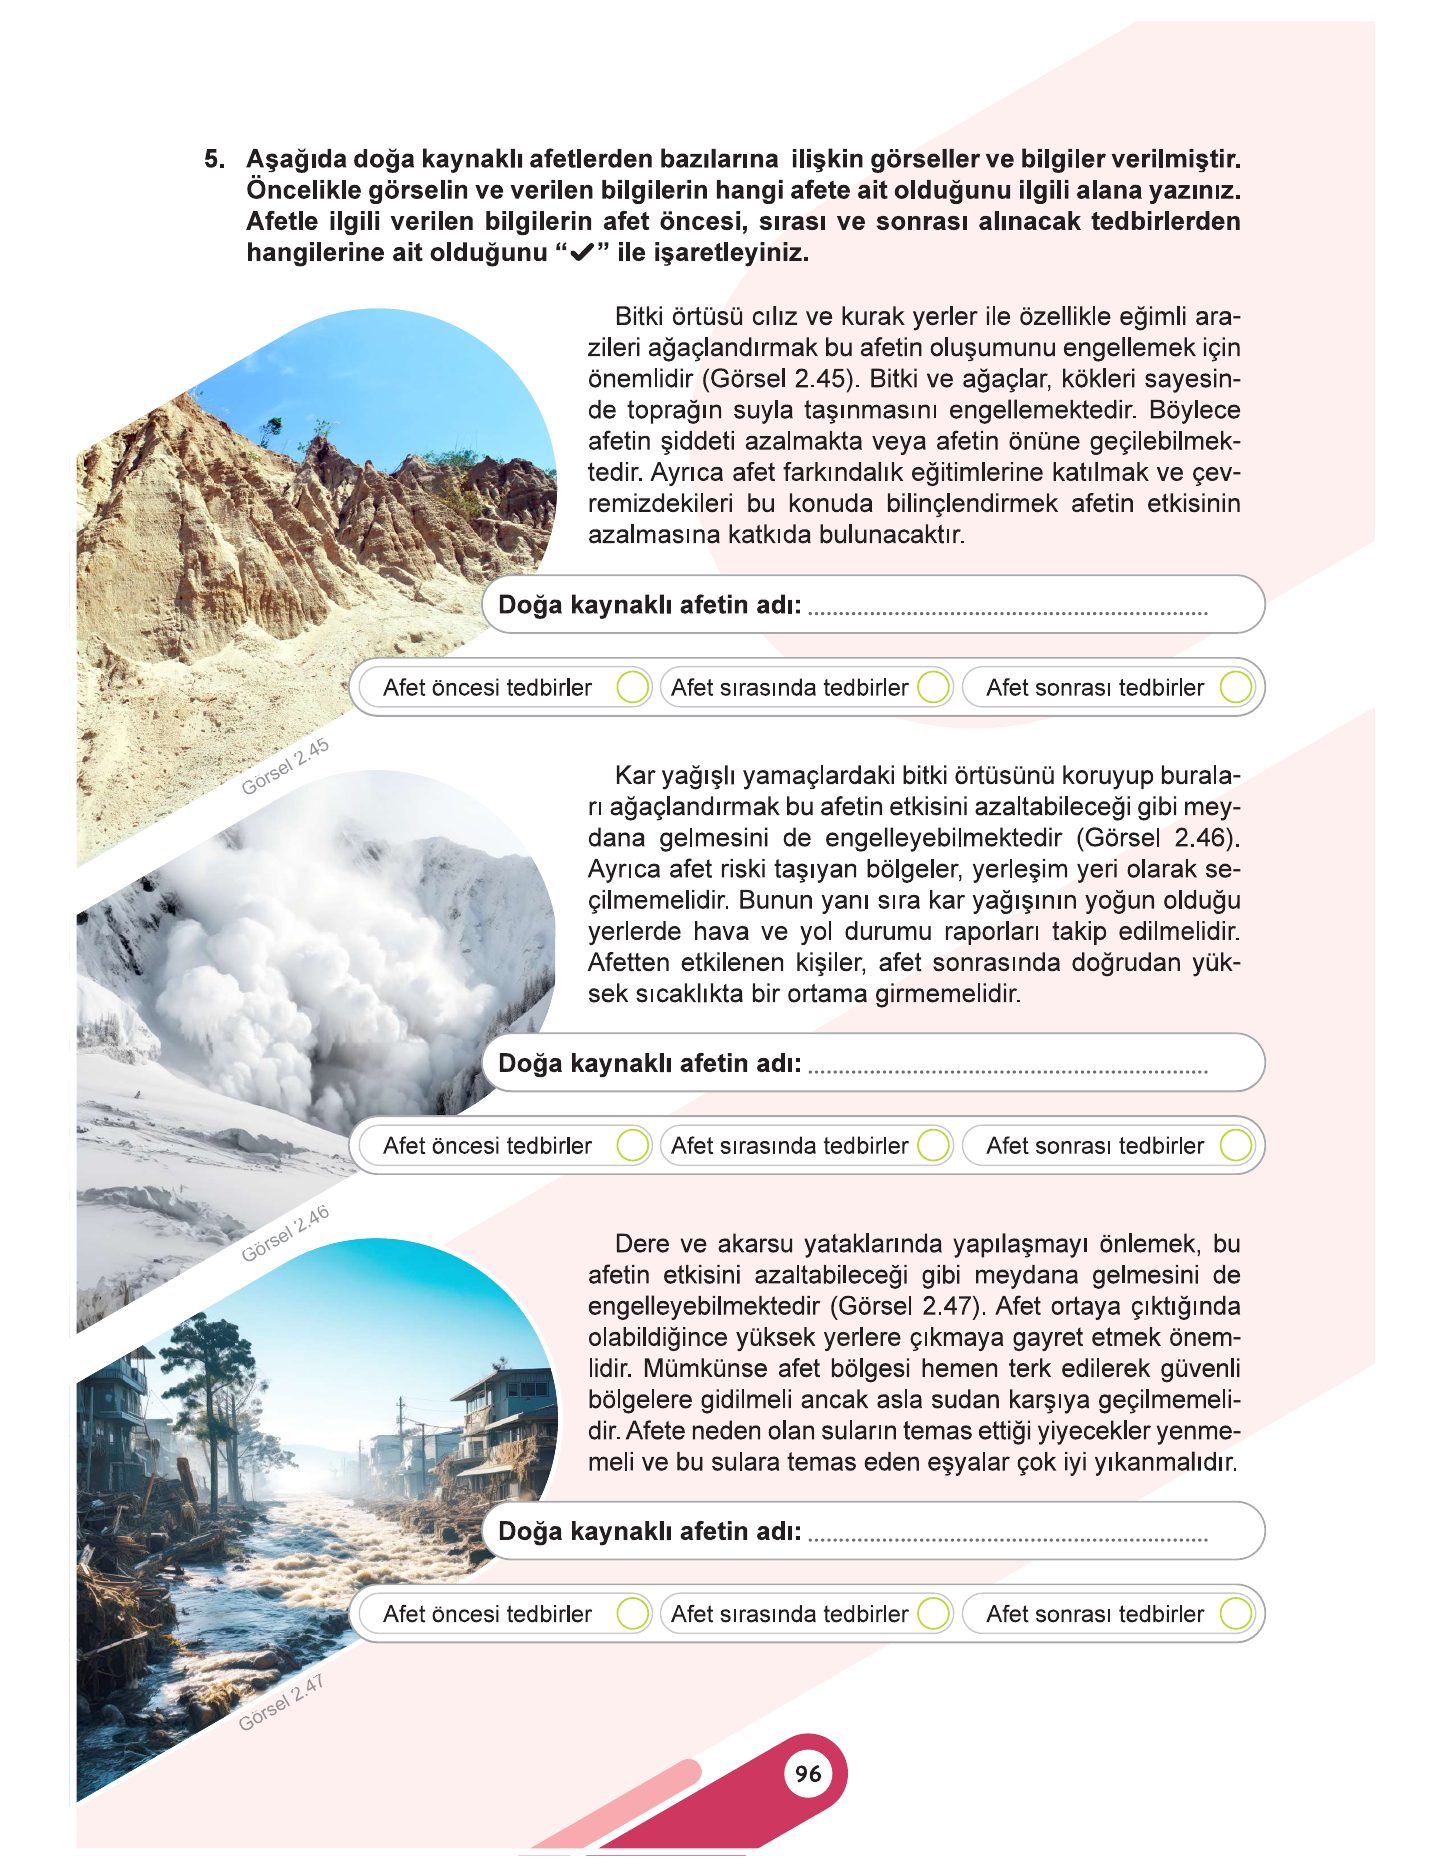 5. Aşağıda doğa kaynaklı afetlerden bazılarına ilişkin görseller ve bilgiler verilmiştir.
Öncelikle görselin ve verilen bilgilerin hangi afete ait olduğunu ilgili alana yazınız.
Afetle ilgili verilen bilgilerin afet öncesi, sırası ve sonrası alınacak tedbirlerden
hangilerine ait olduğunu “✔” ile işaretleyiniz.
Bitki örtüsü cılız ve kurak yerler ile özellikle eğimli ara-
zileri ağaçlandırmak bu afetin oluşumunu engellemek için
önemlidir (Görsel 2.45). Bitki ve ağaçlar, kökleri sayesin-
de toprağın suyla taşınmasını engellemektedir. Böylece
afetin şiddeti azalmakta veya afetin önüne geçilebilmek-
tedir. Ayrıca afet farkındalık eğitimlerine katılmak ve çev-
remizdekileri bu konuda bilinçlendirmek afetin etkisinin
azalmasına katkıda bulunacaktır.
Doğa kaynaklı afetin adı: ..................................................................
Afet öncesi tedbirler Afet sırasında tedbirler Afet sonrası tedbirler
Görsel 2.45
Kar yağışlı yamaçlardaki bitki örtüsünü koruyup burala-
rı ağaçlandırmak bu afetin etkisini azaltabileceği gibi mey-
dana gelmesini de engelleyebilmektedir (Görsel 2.46).
Ayrıca afet riski taşıyan bölgeler, yerleşim yeri olarak se-
çilmemelidir. Bunun yanı sıra kar yağışının yoğun olduğu
yerlerde hava ve yol durumu raporları takip edilmelidir.
Afetten etkilenen kişiler, afet sonrasında doğrudan yük-
sek sıcaklıkta bir ortama girmemelidir.
Doğa kaynaklı afetin adı: ..................................................................
Afet öncesi tedbirler Afet sırasında tedbirler Afet sonrası tedbirler
Görsel 2.46
Dere ve akarsu yataklarında yapılaşmayı önlemek, bu
afetin etkisini azaltabileceği gibi meydana gelmesini de
engelleyebilmektedir (Görsel 2.47). Afet ortaya çıktığında
olabildiğince yüksek yerlere çıkmaya gayret etmek önem-
lidir. Mümkünse afet bölgesi hemen terk edilerek güvenli
bölgelere gidilmeli ancak asla sudan karşıya geçilmemeli-
dir. Afete neden olan suların temas ettiği yiyecekler yenme-
meli ve bu sulara temas eden eşyalar çok iyi yıkanmalıdır.
Doğa kaynaklı afetin adı: ..................................................................
Afet öncesi tedbirler Afet sırasında tedbirler Afet sonrası tedbirler
Görsel 2.47
96